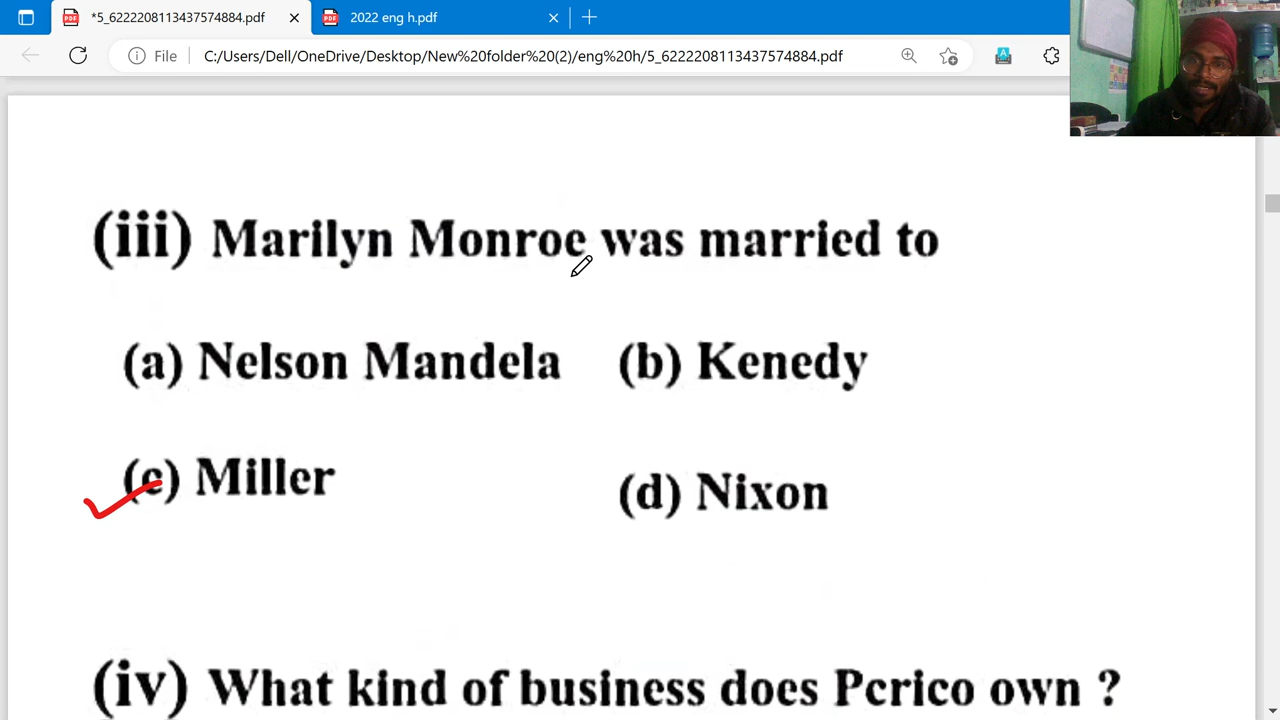 *5_6222208113437574884.pdf
2022 eng h.pdf
File C:/Users/Dell/OneDrive/Desktop/New%20folder%20(2)/eng%20h/5_6222208113437574884.pdf
(iii) Marilyn Monroe was married to
(a) Nelson Mandela (b) Kenedy
(c) Miller (d) Nixon
(iv) What kind of business does Perico own ?